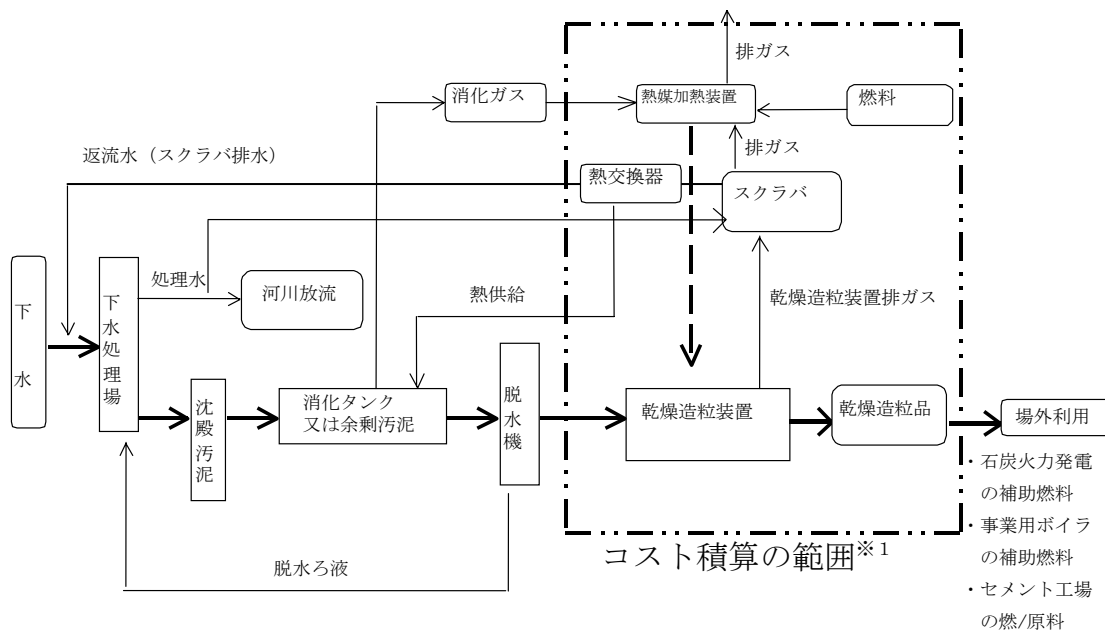 排ガス
消化ガス
熱媒加熱装置
燃料
返流水（スクラバ排水）
排ガス
熱交換器
スクラバ
処理水
河川放流
熱供給
乾燥造粒装置排ガス
下
水
下
水
処
理
場
沈
殿
汚
泥
消化タンク
又は余剰汚泥
脱
水
機
乾燥造粒装置
乾燥造粒品
場外利用
・石炭火力発電
の補助燃料
・事業用ボイラ
の補助燃料
・セメント工場
の燃/原料
コスト積算の範囲※1
脱水ろ液